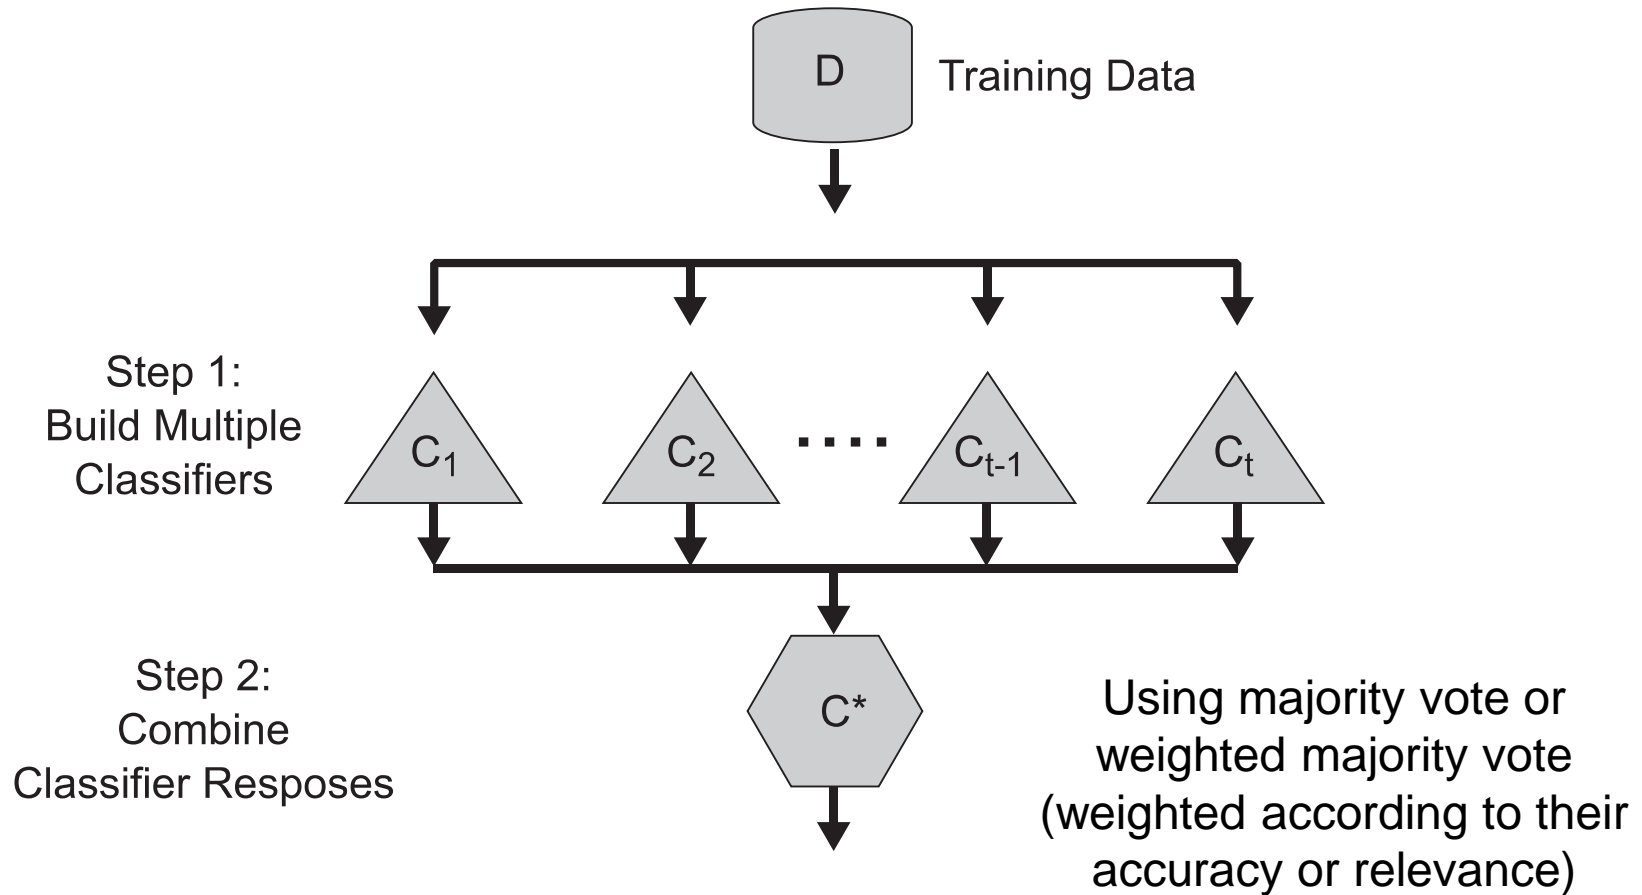 D
Training Data
Step 1:
Build Multiple
Classifiers
C1
C2
....
Ct-1
Ct
Step 2:
Combine
Classifier Resposes
C*
Using majority vote or
weighted majority vote
(weighted according to their
accuracy or relevance)